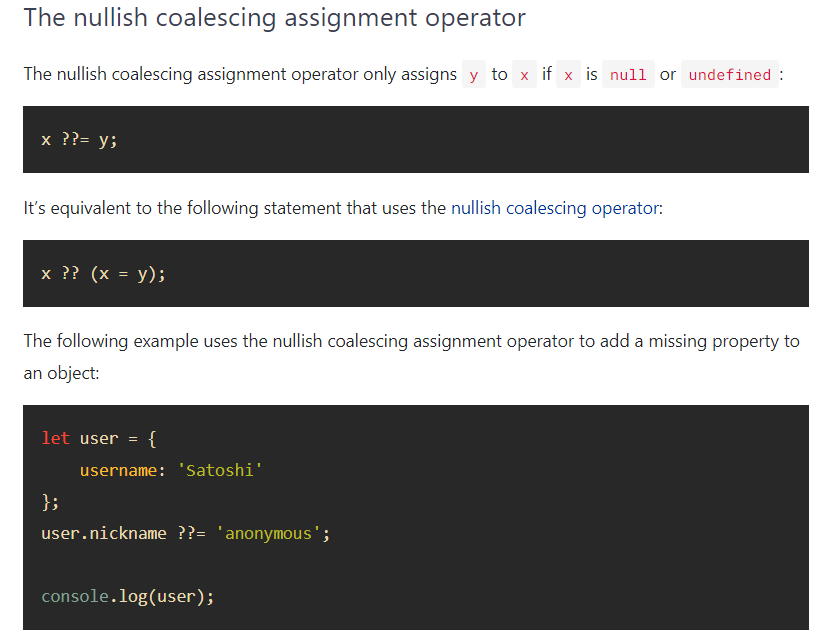 The nullish coalescing assignment operator
The nullish coalescing assignment operator only assigns y to x if x is null or undefined :
x ??= y;
It’s equivalent to the following statement that uses the nullish coalescing operator:
x ?? (x = y);
The following example uses the nullish coalescing assignment operator to add a missing property to
an object:
let user = {
    username: 'Satoshi'
};
user.nickname ??= 'anonymous';
console.log(user);